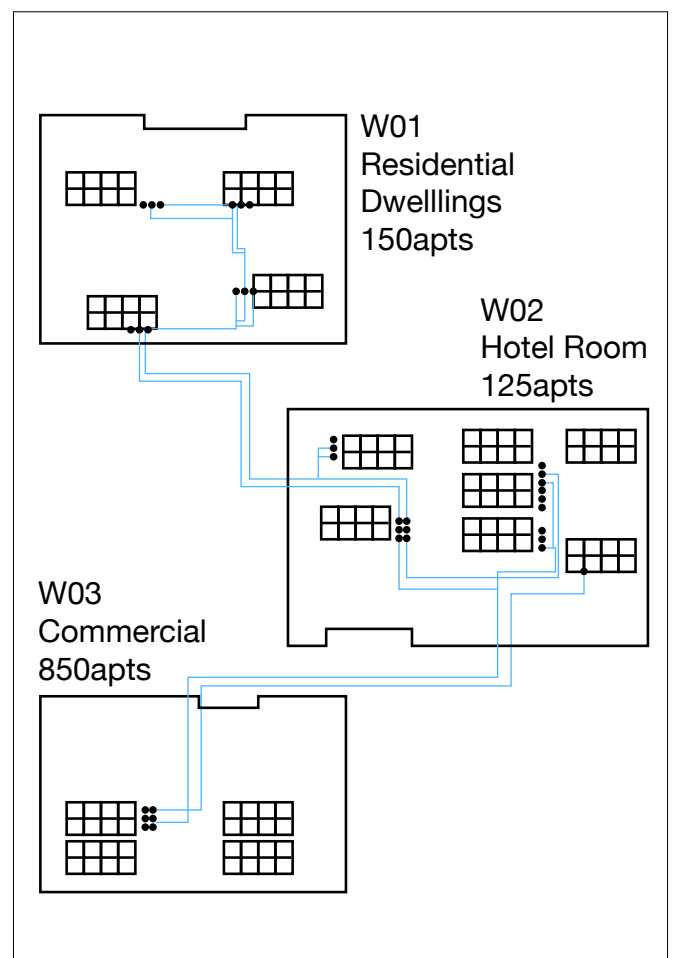 W01
Residential
Dwelllings
150apts
W02
Hotel Room
125apts
W03
Commercial
850apts